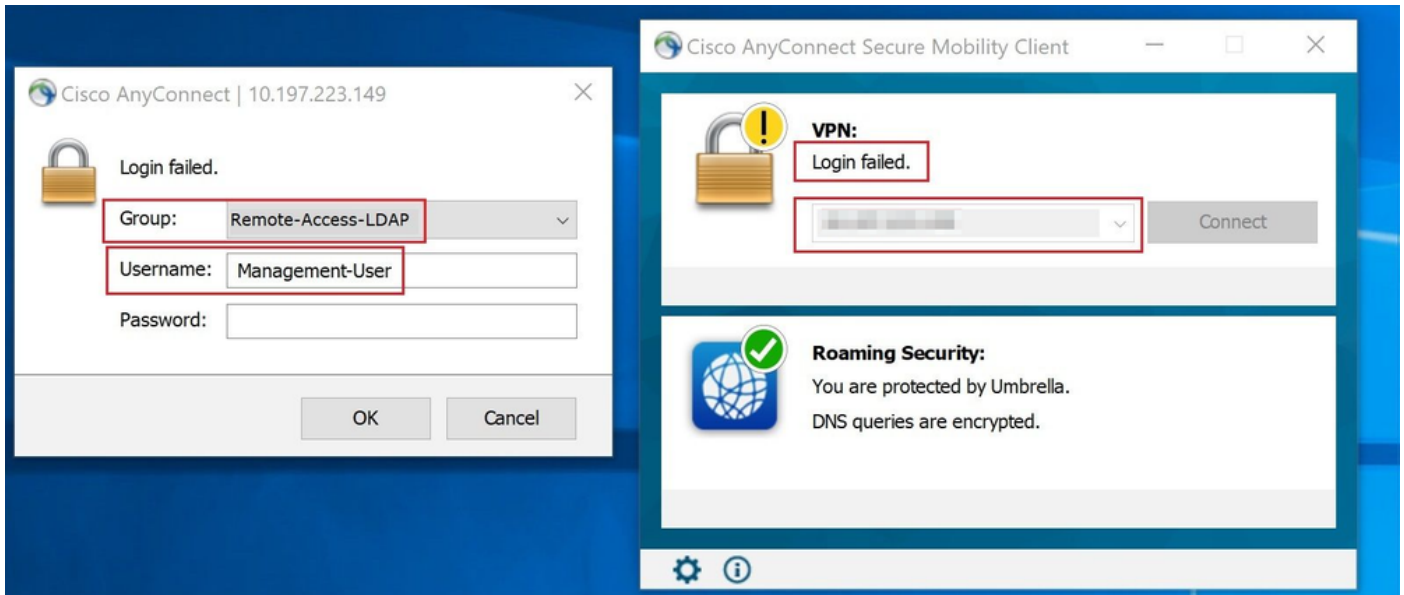 Cisco AnyConnect | 10.197.223.149
Login failed.
Group: Remote-Access-LDAP
Username: Management-User
Password:
OK Cancel
Cisco AnyConnect Secure Mobility Client
VPN:
Login failed.
Connect
Roaming Security:
You are protected by Umbrella.
DNS queries are encrypted.